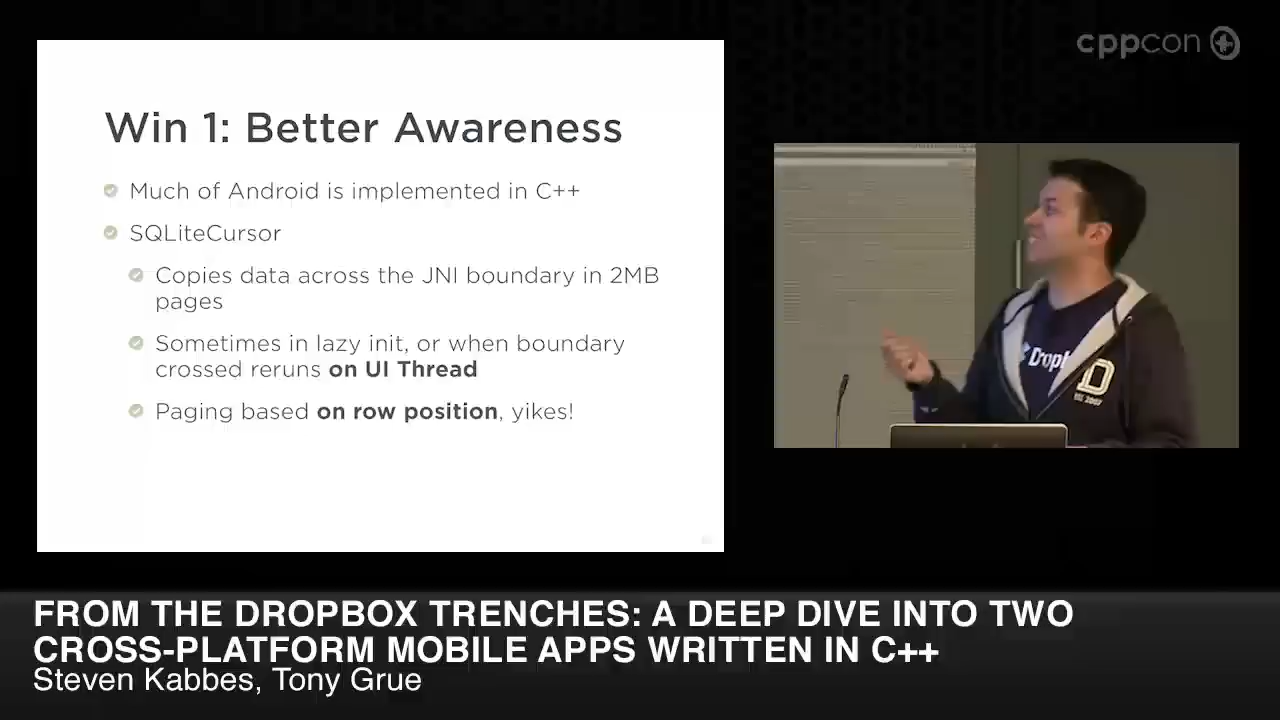 cppcon
Win 1: Better Awareness
Much of Android is implemented in C++
SQLiteCursor
Copies data across the JNI boundary in 2MB
pages
Sometimes in lazy init, or when boundary
crossed reruns on UI Thread
Paging based on row position, yikes!
D
FROM THE DROPBOX TRENCHES: A DEEP DIVE INTO TWO
CROSS-PLATFORM MOBILE APPS WRITTEN IN C++
Steven Kabbes, Tony Grue